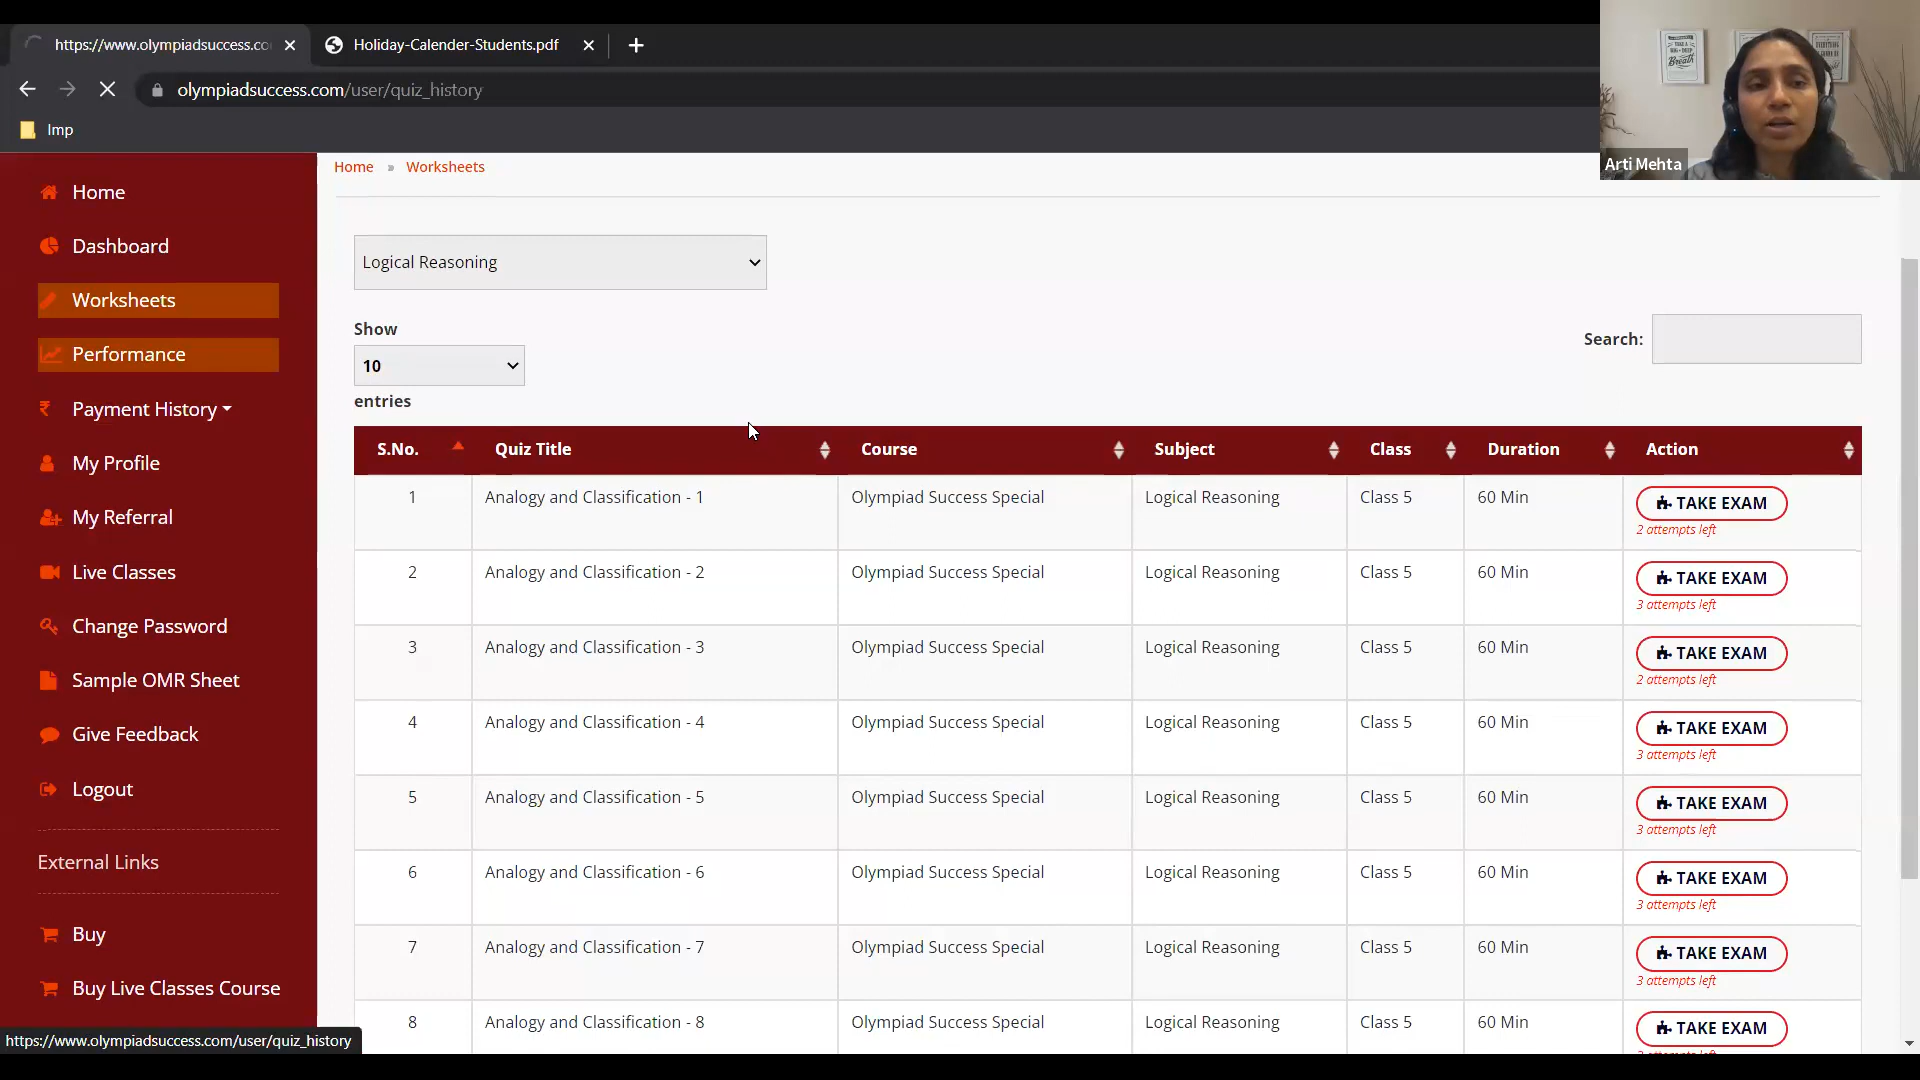 https://www.olympiadsuccess.co
Holiday-Calender-Students.pdf
olympiadsuccess.com/user/quiz_history
Imp
Arti Mehta
Home
Dashboard
Worksheets
Performance
Payment History
My Profile
My Referral
Live Classes
Change Password
Sample OMR Sheet
Give Feedback
Logout
External Links
Buy
Buy Live Classes Course
https://www.olympiadsuccess.com/user/quiz_history
Home » Worksheets
Logical Reasoning
Show
10
entries
Search:
S.No. Quiz Title Course Subject Class Duration Action
1 Analogy and Classification - 1 Olympiad Success Special Logical Reasoning Class 5 60 Min TAKE EXAM
2 attempts left
2 Analogy and Classification - 2 Olympiad Success Special Logical Reasoning Class 5 60 Min TAKE EXAM
3 attempts left
3 Analogy and Classification - 3 Olympiad Success Special Logical Reasoning Class 5 60 Min TAKE EXAM
2 attempts left
4 Analogy and Classification - 4 Olympiad Success Special Logical Reasoning Class 5 60 Min TAKE EXAM
3 attempts left
5 Analogy and Classification - 5 Olympiad Success Special Logical Reasoning Class 5 60 Min TAKE EXAM
3 attempts left
6 Analogy and Classification - 6 Olympiad Success Special Logical Reasoning Class 5 60 Min TAKE EXAM
3 attempts left
7 Analogy and Classification - 7 Olympiad Success Special Logical Reasoning Class 5 60 Min TAKE EXAM
3 attempts left
8 Analogy and Classification - 8 Olympiad Success Special Logical Reasoning Class 5 60 Min TAKE EXAM